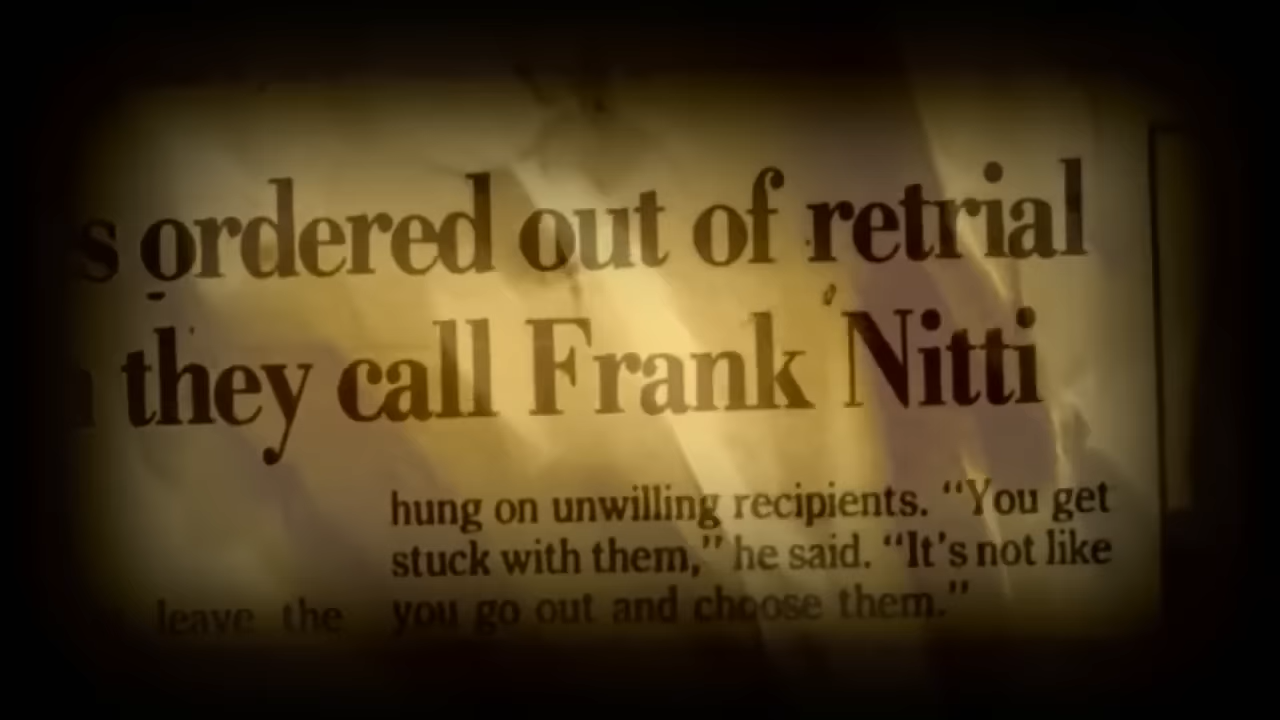 s ordered out of retrial
they call Frank Nitti
hung on unwilling recipients. “You get
stuck with them,” he said. “It's not like
leave the
you go out and choose them.”